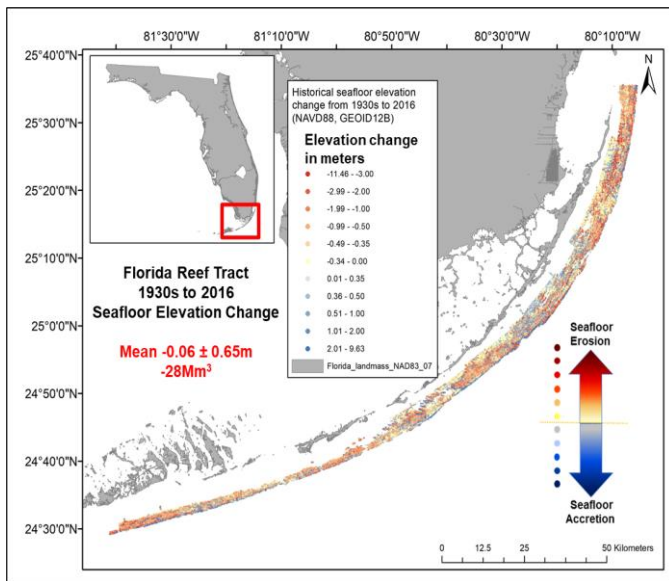 81°30'0"W 81°10'0"W 80°50'0"W 80°30'0"W 80°10'0"W
25°40'0"N
25°30'0"N
25°20'0"N
25°10'0"N
25°0'0"N
24°50'0"N
24°40'0"N
24°30'0"N
N
Historical seafloor elevation
change from 1930s to 2016
(NAVD88, GEOID12B)
Elevation change
in meters
-11.46 - -3.00
-2.99 - -2.00
-1.99 - -1.00
-0.99 - -0.50
-0.49 - -0.35
-0.34 - 0.00
0.01 - 0.35
0.36 - 0.50
0.51 - 1.00
1.01 - 2.00
2.01 - 9.63
Florida_landmass_NAD83_07
Florida Reef Tract
1930s to 2016
Seafloor Elevation Change
Mean -0.06 ± 0.65m
-28Mm³
Seafloor
Erosion
Seafloor
Accretion
0 12.5 25 50 Kilometers